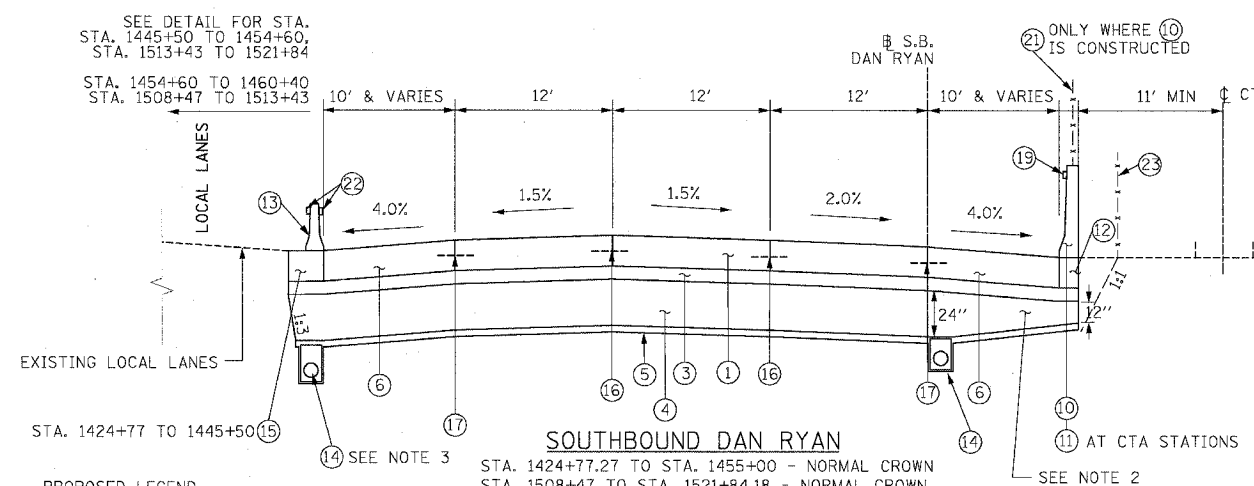 SEE DETAIL FOR STA.
STA. 1445+50 TO 1454+60,
STA. 1513+43 TO 1521+84
STA. 1454+60 TO 1460+40
STA. 1508+47 TO 1513+43
10' & VARIES
12'
12'
12'
10' & VARIES
11' MIN
℄ CT
B S.B.
DAN RYAN
21 ONLY WHERE 10
IS CONSTRUCTED
LOCAL LANES
13
22
4.0%
1.5%
1.5%
2.0%
4.0%
19
23
12
1:1
1:3
24"
12"
EXISTING LOCAL LANES
6
17
16
5
3
1
16
17
6
4
10
STA. 1424+77 TO 1445+50 15
14 SEE NOTE 3
14
11 AT CTA STATIONS
SOUTHBOUND DAN RYAN
SEE NOTE 2
STA. 1424+77.27 TO STA. 1455+00 - NORMAL CROWN
STA. 1508+47 TO STA. 1521+84.18 - NORMAL CROWN
PROPOSED LEGEND